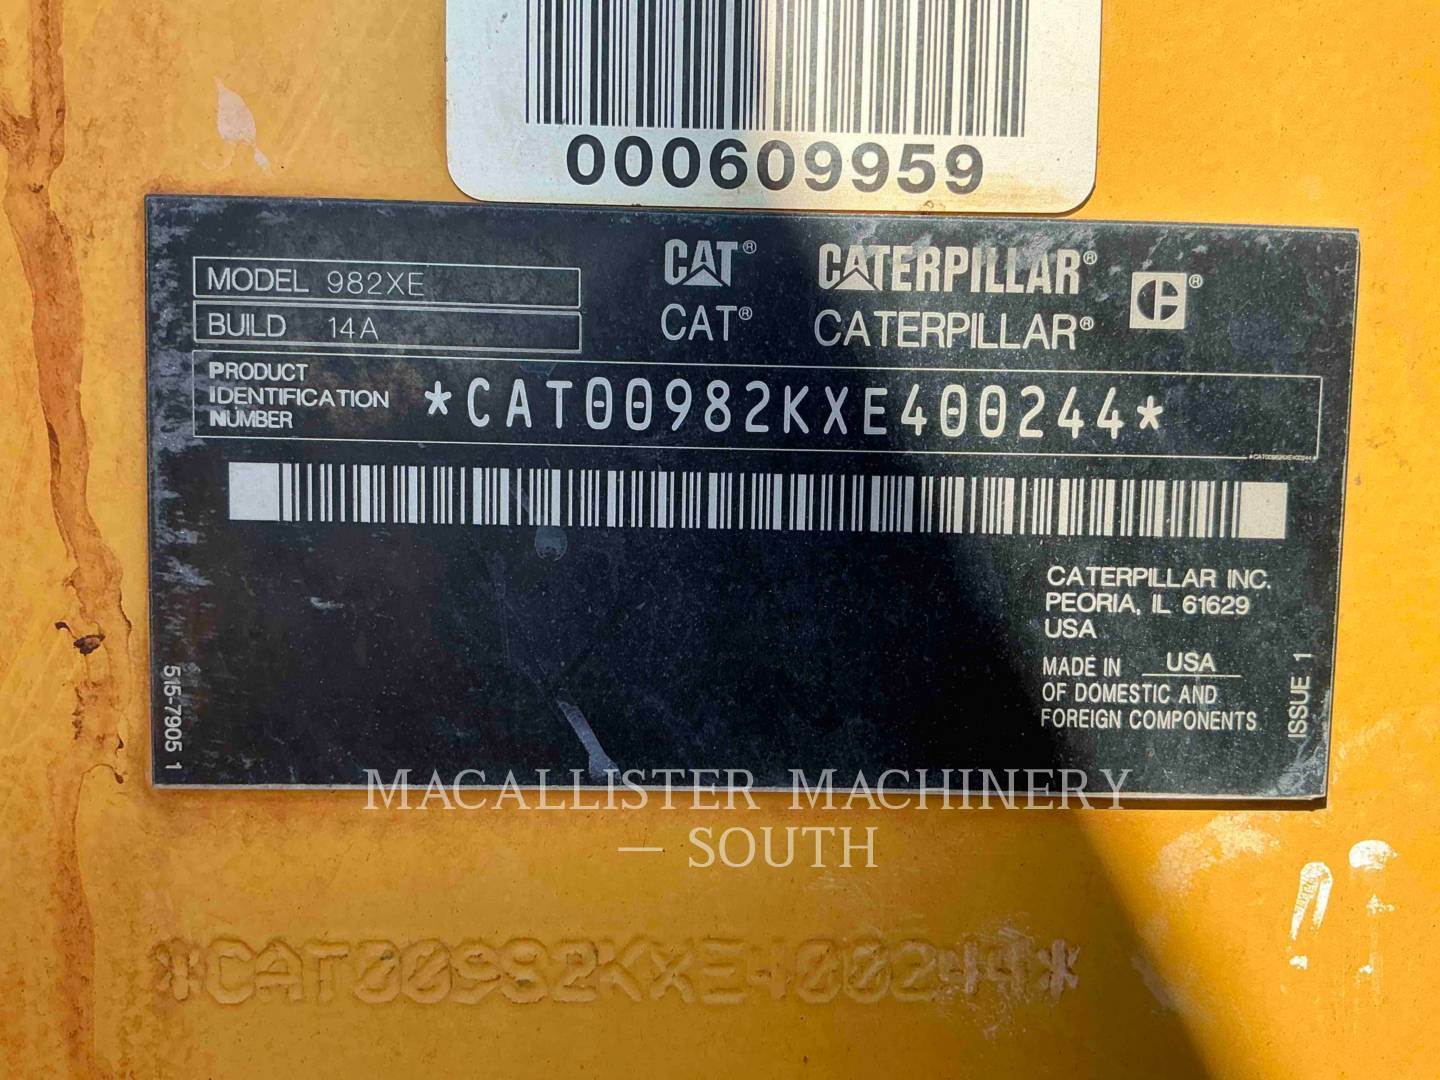 000609959
MODEL 982XE
BUILD 14A
CAT® CATERPILLAR® ®
CAT® CATERPILLAR®
PRODUCT
IDENTIFICATION
NUMBER
*CAT00982KXE400244*
*CAT00982KXE400244*
CATERPILLAR INC.
PEORIA, IL 61629
USA
MADE IN USA
OF DOMESTIC AND
FOREIGN COMPONENTS
515-7905 1
ISSUE 1
MACALLISTER MACHINERY
— SOUTH
*CAT00982KXE400244*